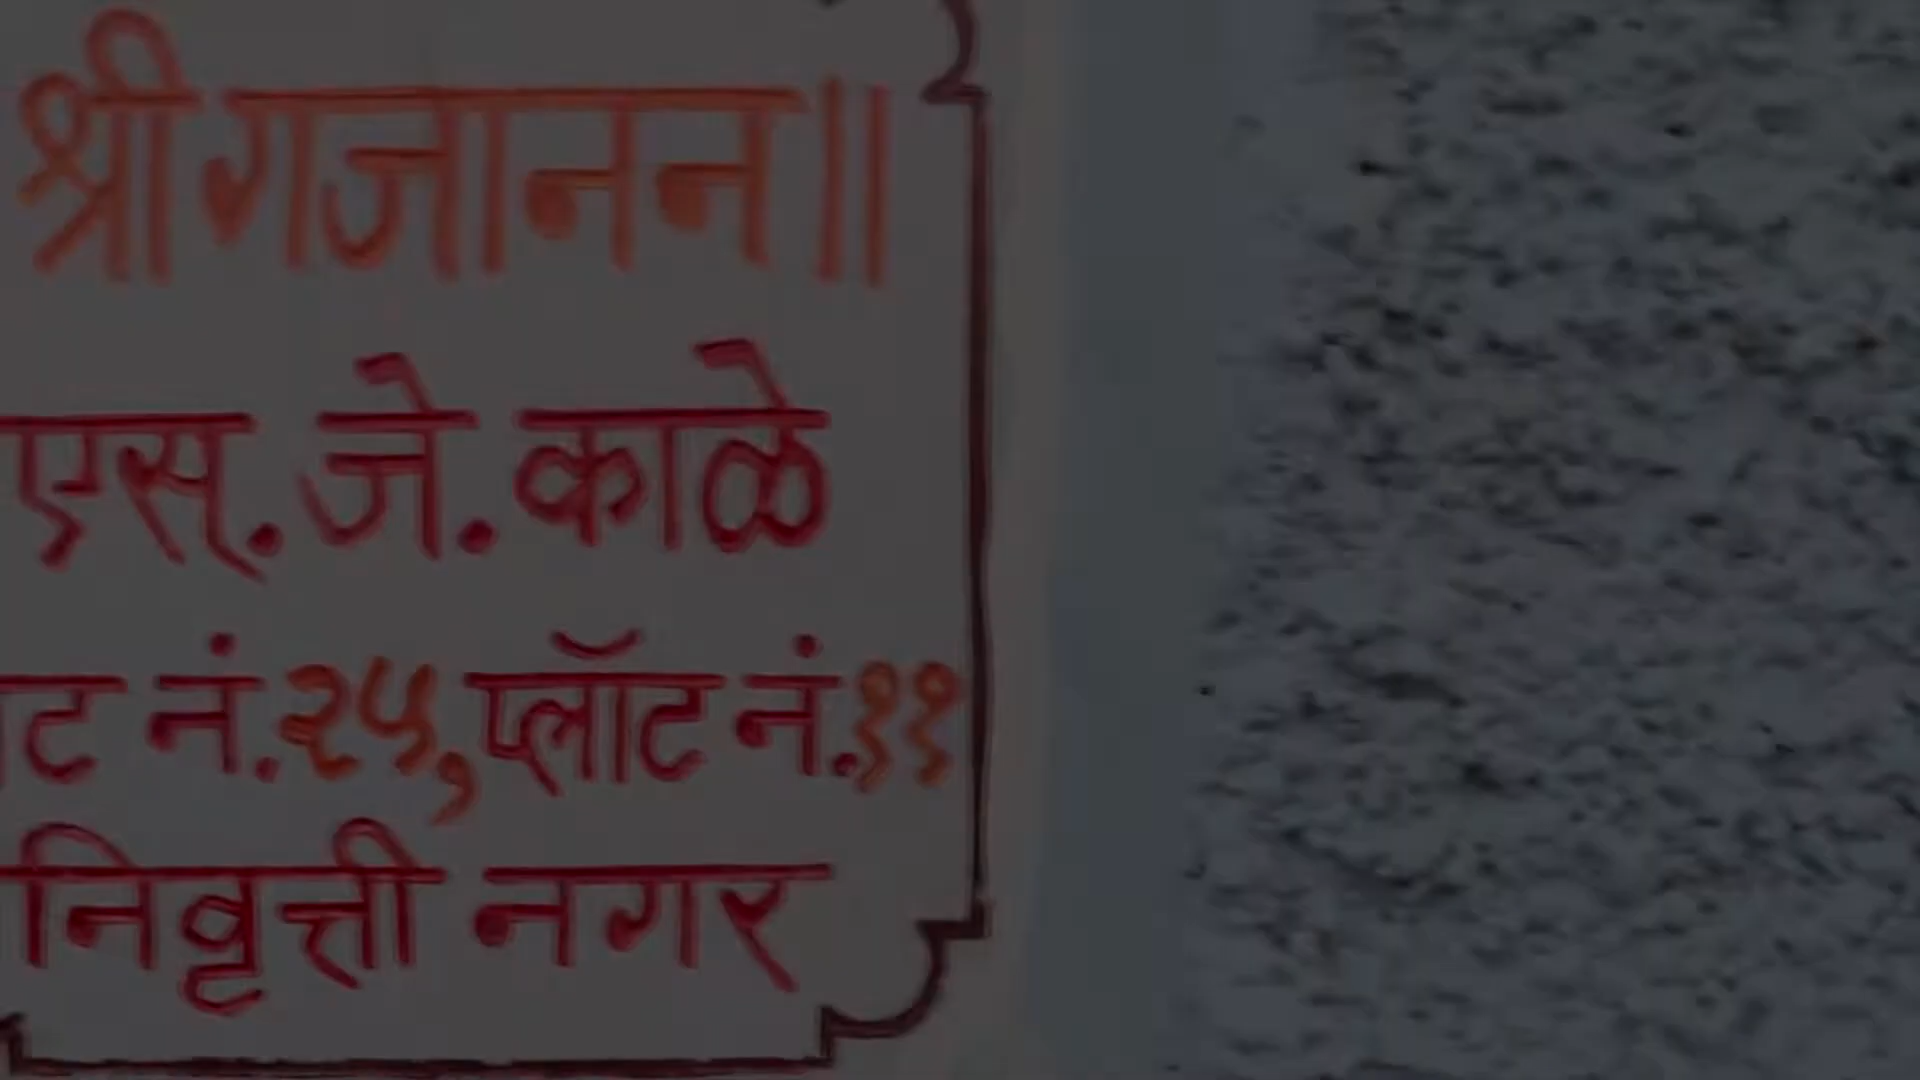 श्री गजानन॥
एस्. जे. काळे
नं. २५, प्लॉट नं. ११
निवृत्ती नगर